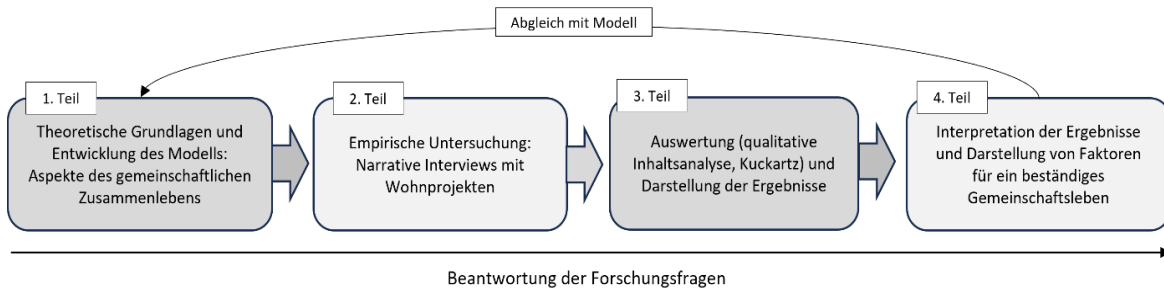 Abgleich mit Modell
1. Teil
Theoretische Grundlagen und
Entwicklung des Modells:
Aspekte des gemeinschaftlichen
Zusammenlebens
2. Teil
Empirische Untersuchung:
Narrative Interviews mit
Wohnprojekten
3. Teil
Auswertung (qualitative
Inhaltsanalyse, Kuckartz) und
Darstellung der Ergebnisse
4. Teil
Interpretation der Ergebnisse
und Darstellung von Faktoren
für ein beständiges
Gemeinschaftsleben
Beantwortung der Forschungsfragen